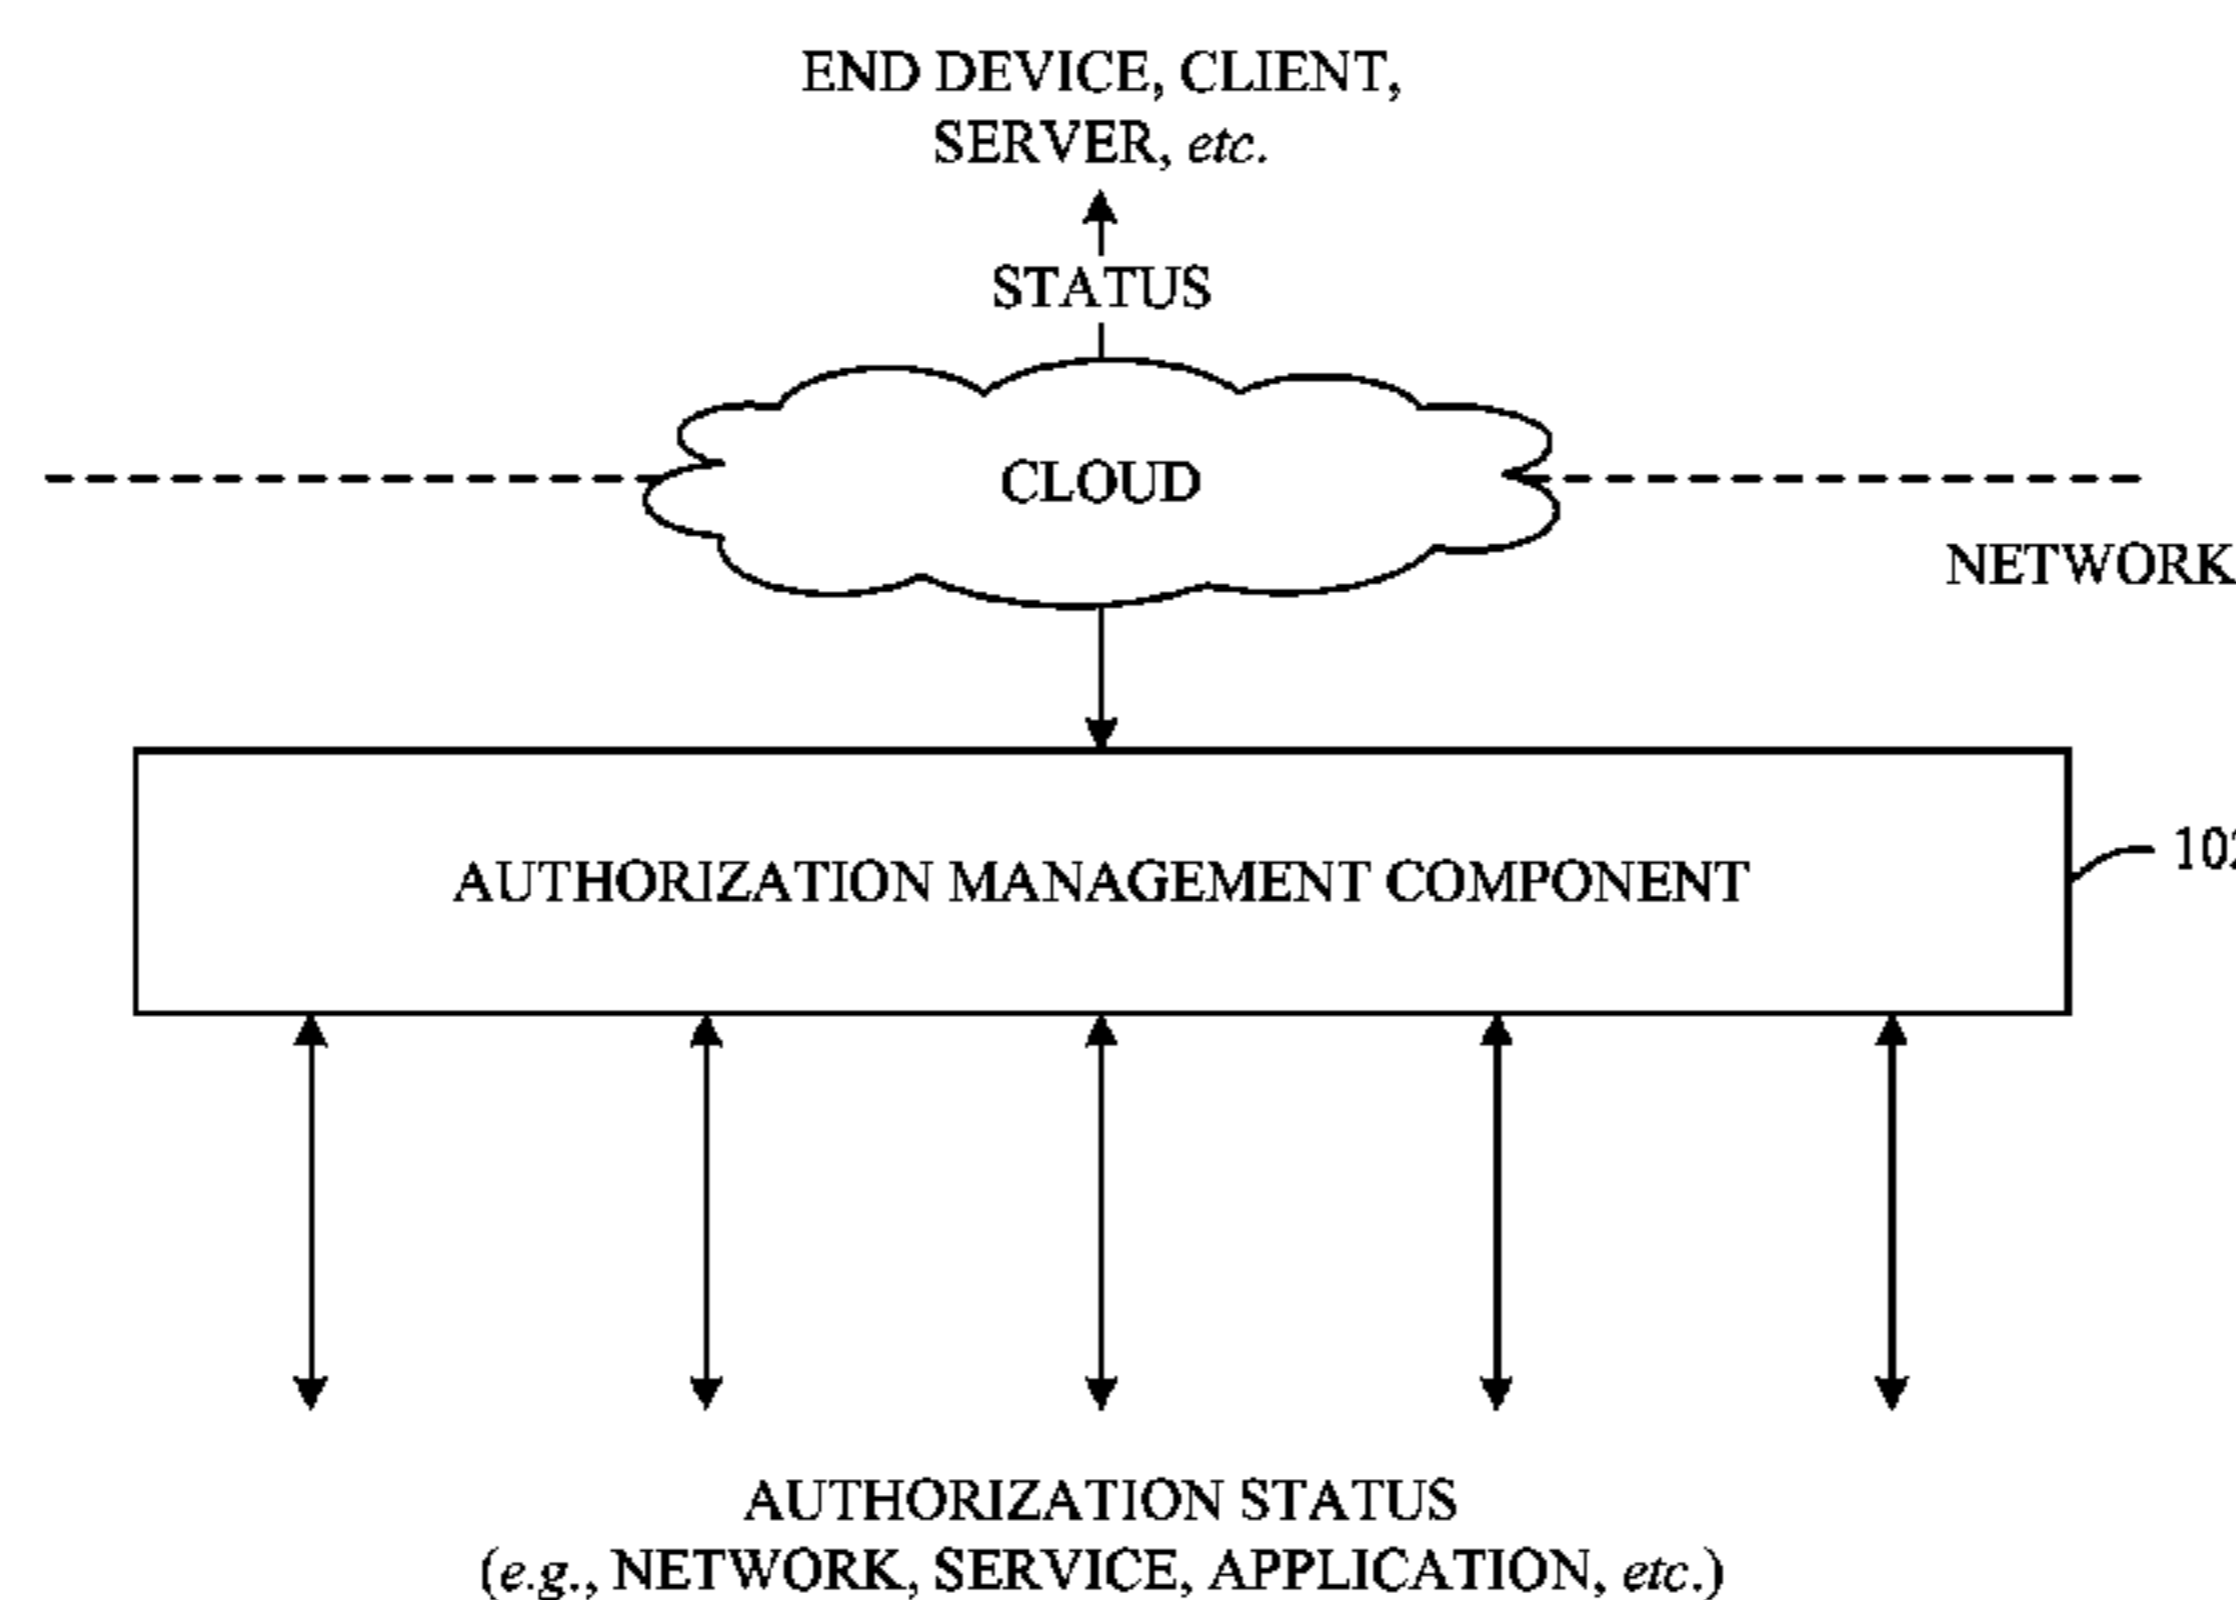 END DEVICE, CLIENT,
SERVER, etc.
STATUS
CLOUD
NETWORK
AUTHORIZATION MANAGEMENT COMPONENT
AUTHORIZATION STATUS
(e.g., NETWORK, SERVICE, APPLICATION, etc.)